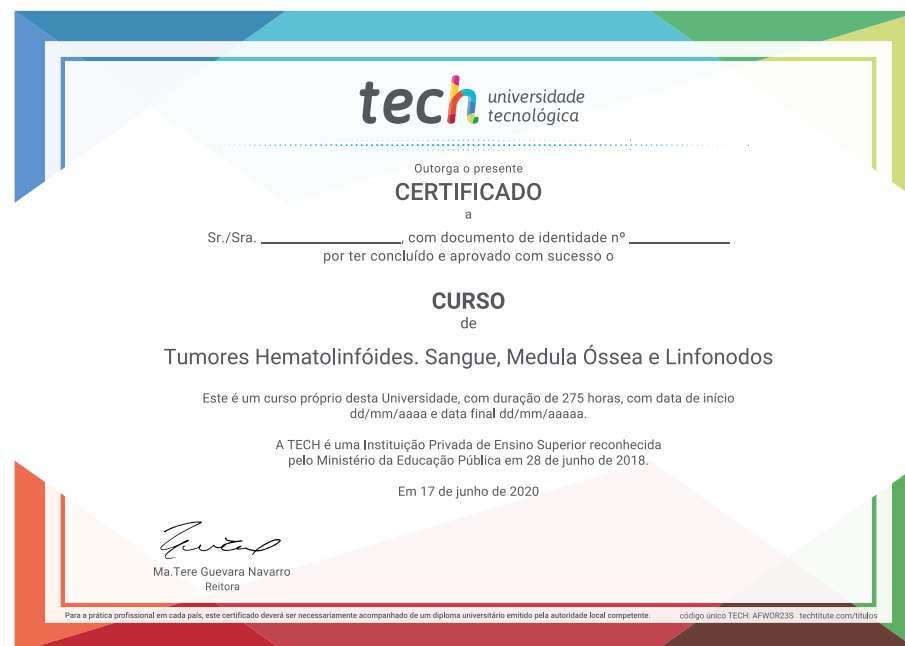 tech universidade
tecnológica
Outorga o presente
CERTIFICADO
a
Sr./Sra. ____________, com documento de identidade nº ____________
por ter concluído e aprovado com sucesso o
CURSO
de
Tumores Hematolinfóides. Sangue, Medula Óssea e Linfonodos
Este é um curso próprio desta Universidade, com duração de 275 horas, com data de início
dd/mm/aaaa e data final dd/mm/aaaaa.
A TECH é uma Instituição Privada de Ensino Superior reconhecida
pelo Ministério da Educação Pública em 28 de junho de 2018.
Em 17 de junho de 2020
Ma.Tere Guevara Navarro
Reitora
Para a prática profissional em cada país, este certificado deverá ser necessariamente acompanhado de um diploma universitário emitido pela autoridade local competente. código único TECH: AFWOR23S techtitute.com/titulos